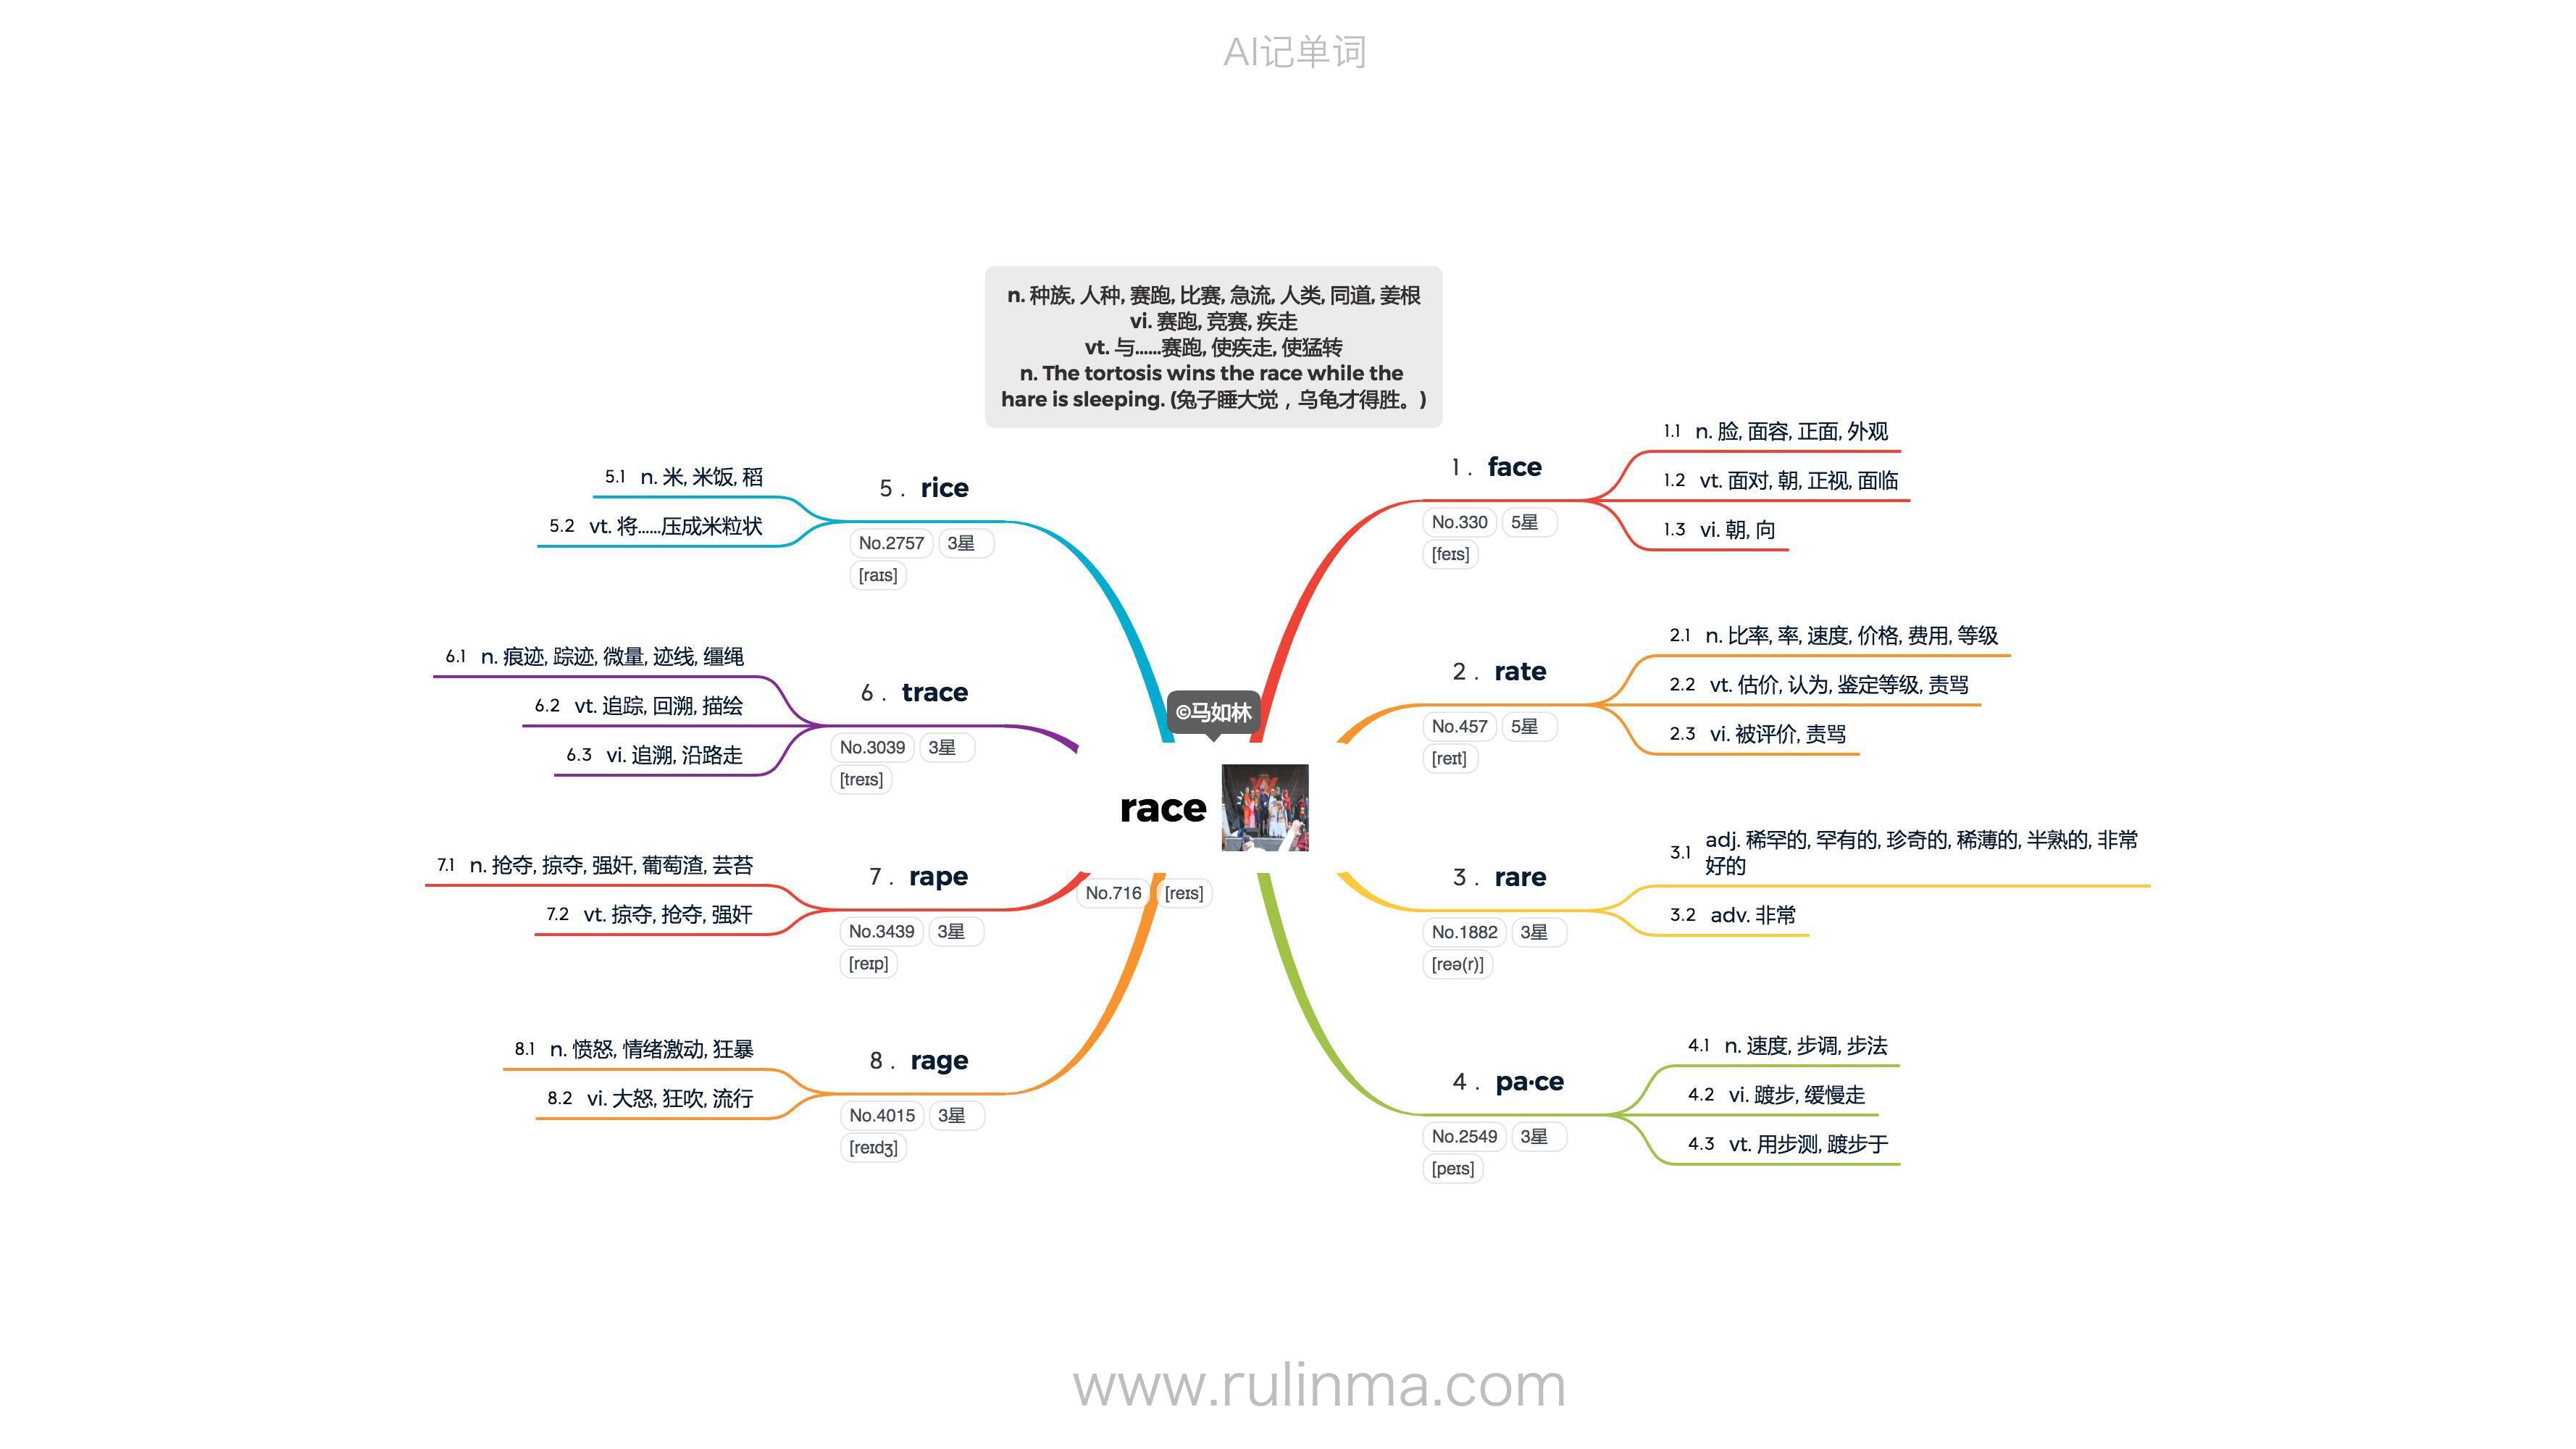 AI记单词
n. 种族, 人种, 赛跑, 比赛, 急流, 人类, 同道, 姜根
vi. 赛跑, 竞赛, 疾走
vt. 与......赛跑, 使疾走, 使猛转
n. The tortosis wins the race while the
hare is sleeping. (兔子睡大觉，乌龟才得胜。)
©马如林
race
No.716 [reɪs]
1. face
No.330 5星
[feɪs]
1.1 n. 脸, 面容, 正面, 外观
1.2 vt. 面对, 朝, 正视, 面临
1.3 vi. 朝, 向
2. rate
No.457 5星
[reɪt]
2.1 n. 比率, 率, 速度, 价格, 费用, 等级
2.2 vt. 估价, 认为, 鉴定等级, 责骂
2.3 vi. 被评价, 责骂
3. rare
No.1882 3星
[reə(r)]
3.1 adj. 稀罕的, 罕有的, 珍奇的, 稀薄的, 半熟的, 非常
好的
3.2 adv. 非常
4. pa·ce
No.2549 3星
[peɪs]
4.1 n. 速度, 步调, 步法
4.2 vi. 踱步, 缓慢走
4.3 vt. 用步测, 踱步于
5. rice
No.2757 3星
[raɪs]
5.1 n. 米, 米饭, 稻
5.2 vt. 将......压成米粒状
6. trace
No.3039 3星
[treɪs]
6.1 n. 痕迹, 踪迹, 微量, 迹线, 缰绳
6.2 vt. 追踪, 回溯, 描绘
6.3 vi. 追溯, 沿路走
7. rape
No.3439 3星
[reɪp]
7.1 n. 抢夺, 掠夺, 强奸, 葡萄渣, 芸苔
7.2 vt. 掠夺, 抢夺, 强奸
8. rage
No.4015 3星
[reɪdʒ]
8.1 n. 愤怒, 情绪激动, 狂暴
8.2 vi. 大怒, 狂吹, 流行
www.rulinma.com